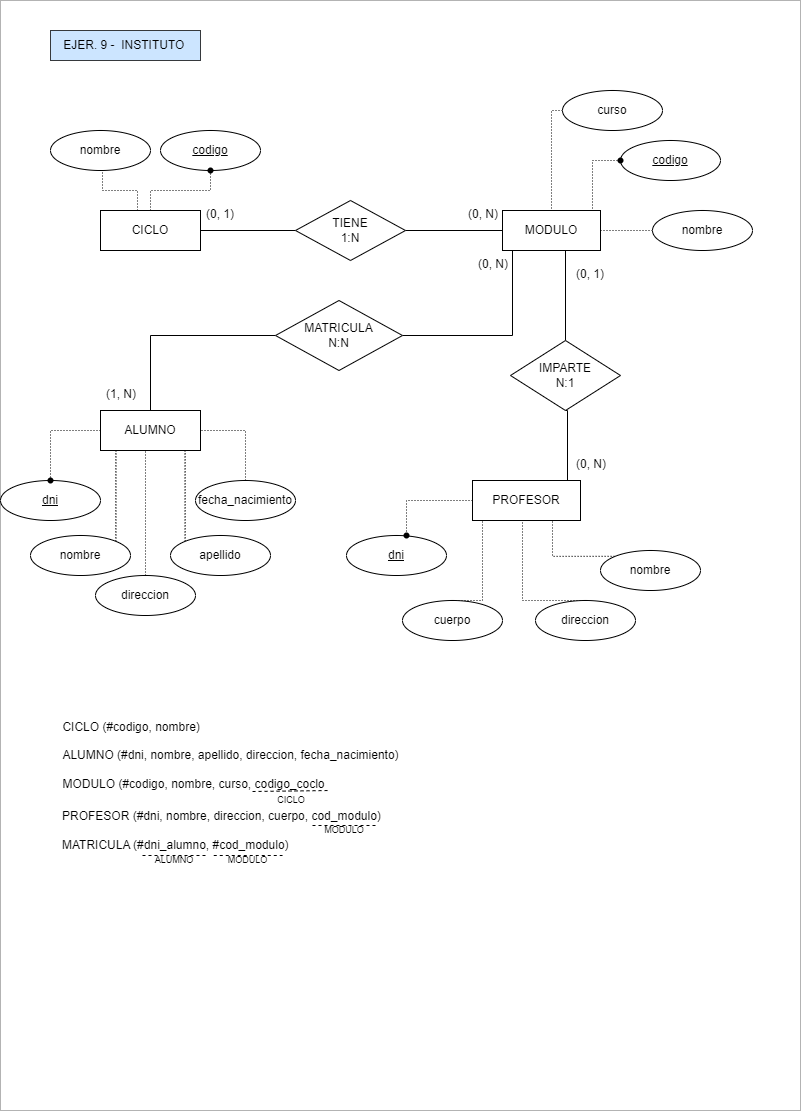 EJER. 9 - INSTITUTO
curso
nombre
codigo
codigo
(0, 1)
TIENE
1:N
(0, N)
CICLO
MODULO
nombre
(0, N)
(0, 1)
MATRICULA
N:N
IMPARTE
N:1
(1, N)
ALUMNO
(0, N)
PROFESOR
dni
fecha_nacimiento
nombre
apellido
dni
nombre
direccion
cuerpo
direccion
CICLO (#codigo, nombre)
ALUMNO (#dni, nombre, apellido, direccion, fecha_nacimiento)
MODULO (#codigo, nombre, curso, codigo_coclo
CICLO
PROFESOR (#dni, nombre, direccion, cuerpo, cod_modulo)
MODULO
MATRICULA (#dni_alumno, #cod_modulo)
ALUMNO MODULO